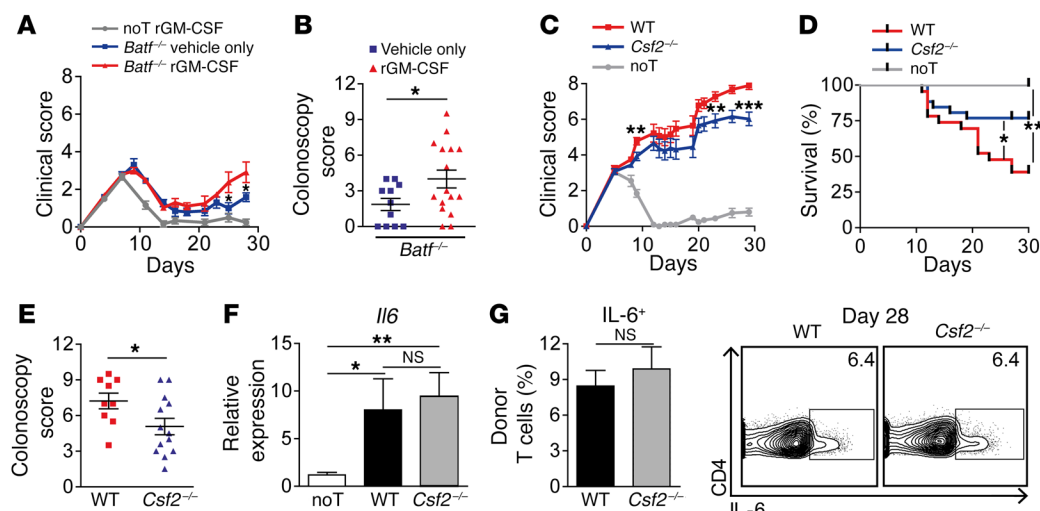 A
noT rGM-CSF
Batf–/– vehicle only
Batf–/– rGM-CSF
Clinical score
8
6
4
2
0
* *
0 10 20 30
Days
B
Vehicle only
rGM-CSF
Colonoscopy
score
12
9
6
3
0
*
Batf–/–
C
WT
Csf2–/–
noT
Clinical score
8
6
4
2
0
** ** ***
0 10 20 30
Days
D
WT
Csf2–/–
noT
Survival (%)
100
75
50
25
0
* **
0 10 20 30
Days
E
Colonoscopy
score
12
9
6
3
0
*
WT Csf2–/–
F
Il6
Relative
expression
15
10
5
0
**
* NS
noT WT Csf2–/–
G
IL-6+
Donor
T cells (%)
12
9
6
3
0
NS
WT Csf2–/–
Day 28
WT Csf2–/–
6.4 6.4
CD4
IL-6